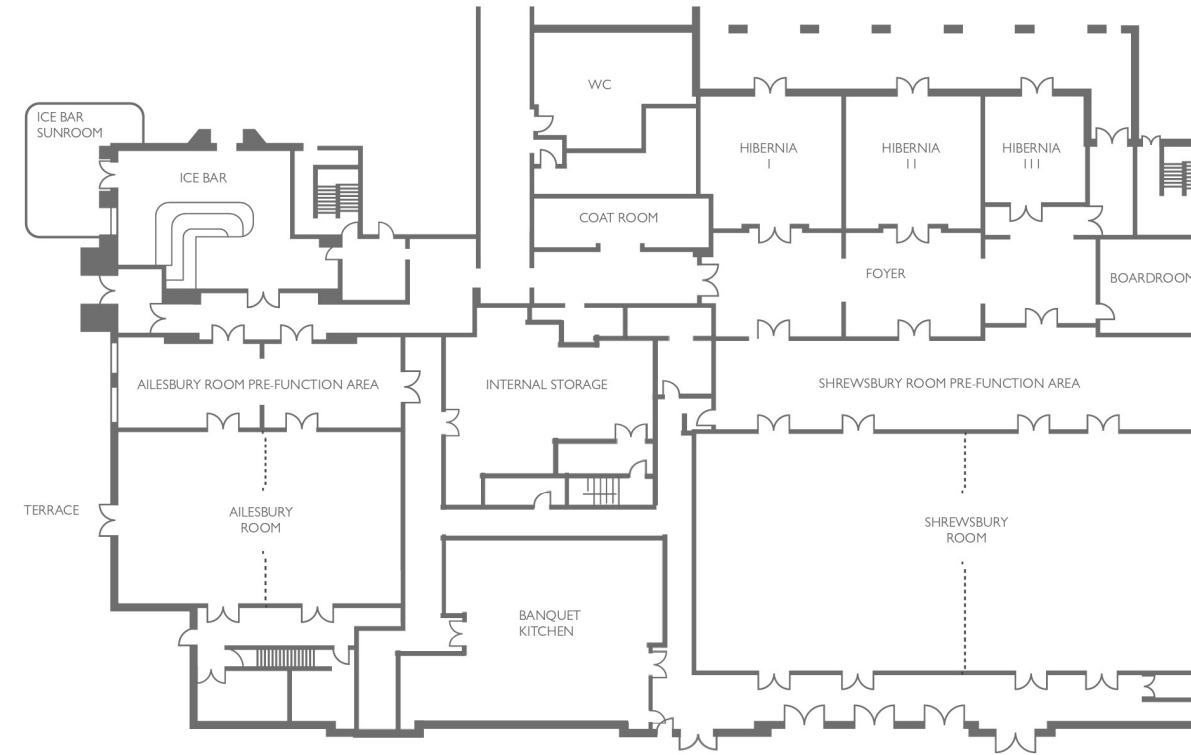 WC
ICE BAR
SUNROOM
HIBERNIA
I
HIBERNIA
II
HIBERNIA
III
ICE BAR
COAT ROOM
FOYER
BOARDROOM
AILESBURY ROOM PRE-FUNCTION AREA
INTERNAL STORAGE
SHREWSBURY ROOM PRE-FUNCTION AREA
TERRACE
AILESBURY
ROOM
SHREWSBURY
ROOM
BANQUET
KITCHEN